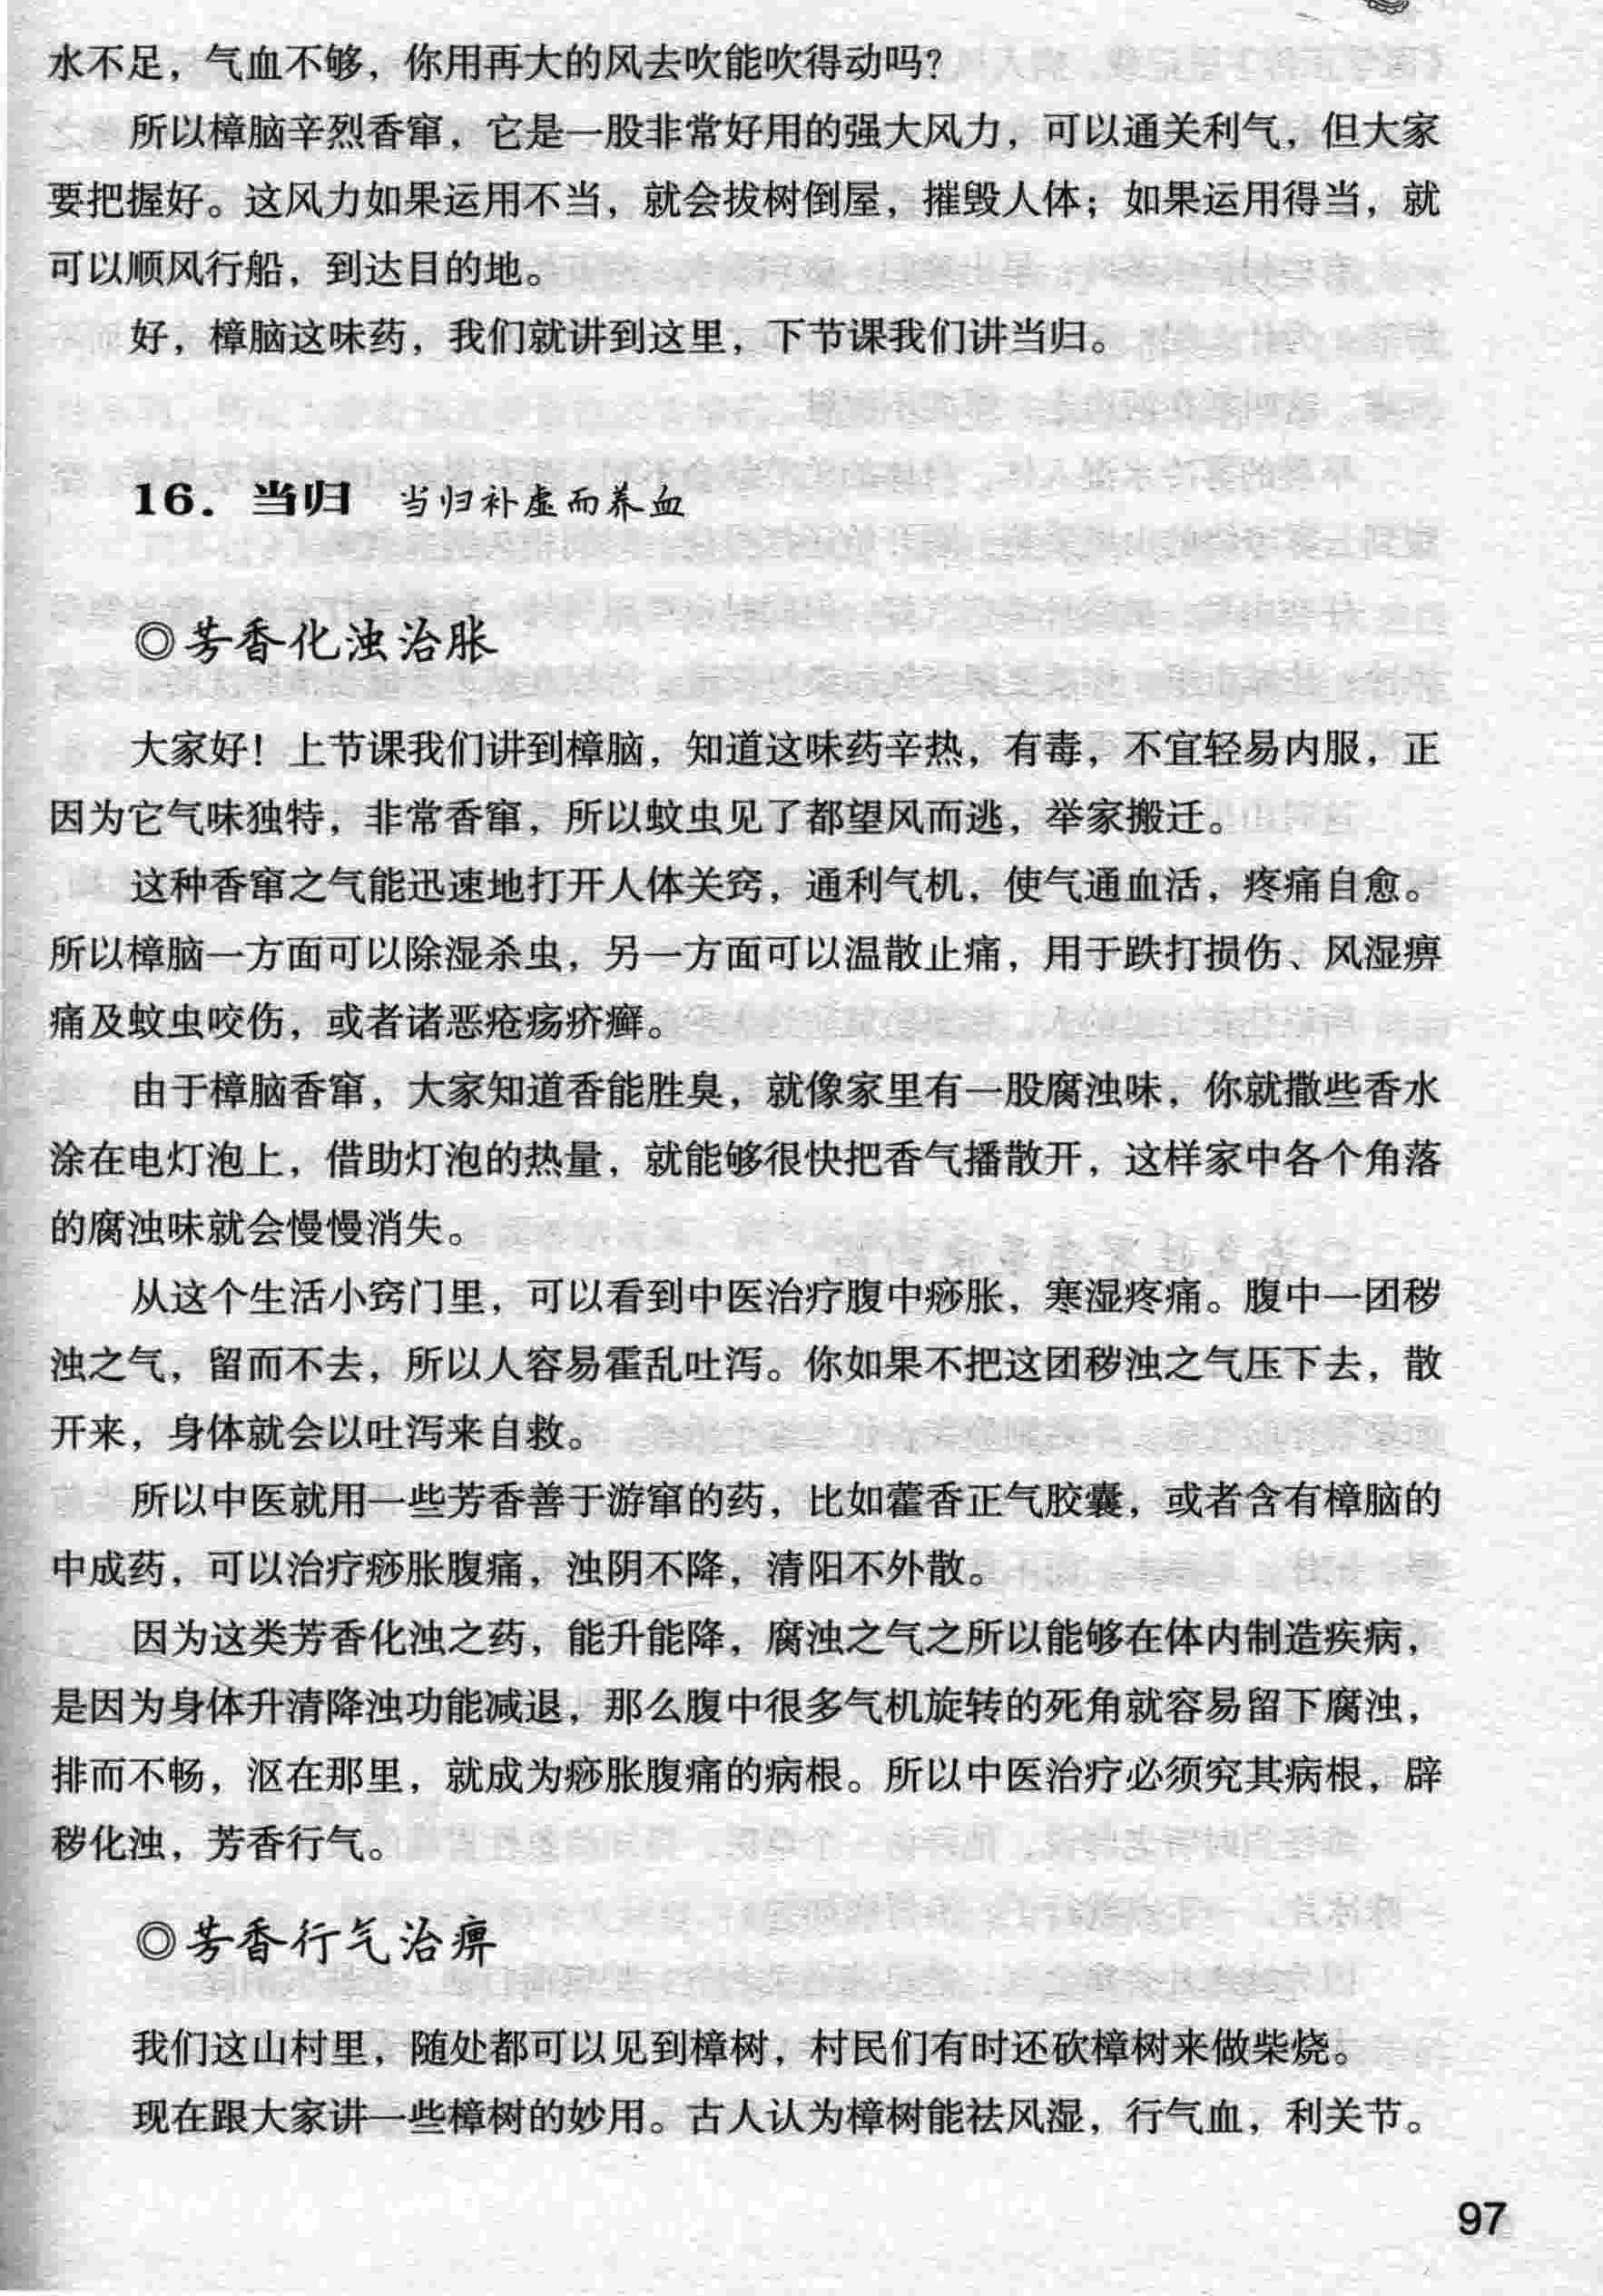 水不足，气血不够，你用再大的风去吹能吹得动吗？
所以樟脑辛烈香窜，它是一股非常好用的强大风力，可以通关利气，但大家
要把握好。这风力如果运用不当，就会拔树倒屋，摧毁人体；如果运用得当，就
可以顺风行船，到达目的地。
好，樟脑这味药，我们就讲到这里，下节课我们讲当归。
16．当归 当归补虚而养血
◎芳香化浊治胀
大家好！上节课我们讲到樟脑，知道这味药辛热，有毒，不宜轻易内服，正
因为它气味独特，非常香窜，所以蚊虫见了都望风而逃，举家搬迁。
这种香窜之气能迅速地打开人体关窍，通利气机，使气通血活，疼痛自愈。
所以樟脑一方面可以除湿杀虫，另一方面可以温散止痛，用于跌打损伤、风湿痹
痛及蚊虫咬伤，或者诸恶疮疡疥癣。
由于樟脑香窜，大家知道香能胜臭，就像家里有一股腐浊味，你就撒些香水
涂在电灯泡上，借助灯泡的热量，就能够很快把香气播散开，这样家中各个角落
的腐浊味就会慢慢消失。
从这个生活小窍门里，可以看到中医治疗腹中痧胀，寒湿疼痛。腹中一团秽
浊之气，留而不去，所以人容易霍乱吐泻。你如果不把这团秽浊之气压下去，散
开来，身体就会以吐泻来自救。
所以中医就用一些芳香善于游窜的药，比如藿香正气胶囊，或者含有樟脑的
中成药，可以治疗痧胀腹痛，浊阴不降，清阳不外散。
因为这类芳香化浊之药，能升能降，腐浊之气之所以能够在体内制造疾病，
是因为身体升清降浊功能减退，那么腹中很多气机旋转的死角就容易留下腐浊，
排而不畅，沤在那里，就成为痧胀腹痛的病根。所以中医治疗必须究其病根，辟
秽化浊，芳香行气。
◎芳香行气治痹
我们这山村里，随处都可以见到樟树，村民们有时还砍樟树来做柴烧。
现在跟大家讲一些樟树的妙用。古人认为樟树能祛风湿，行气血，利关节。
97